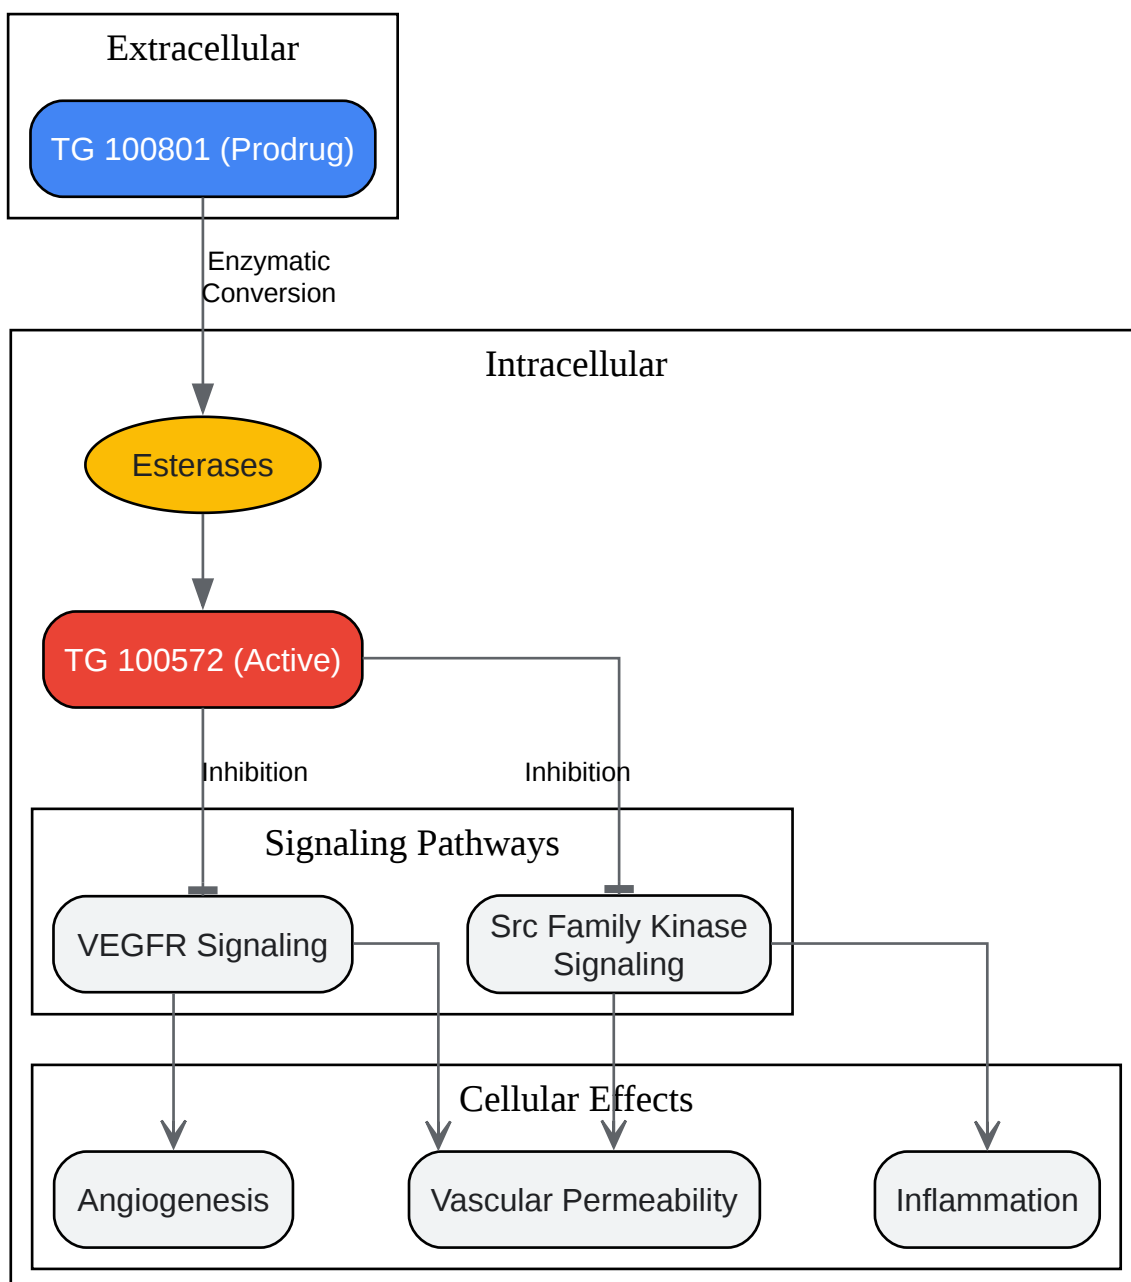 Extracellular
TG 100801 (Prodrug)
Enzymatic
Conversion
Intracellular
Esterases
TG 100572 (Active)
Inhibition
Inhibition
Signaling Pathways
VEGFR Signaling
Src Family Kinase
Signaling
Cellular Effects
Angiogenesis
Vascular Permeability
Inflammation